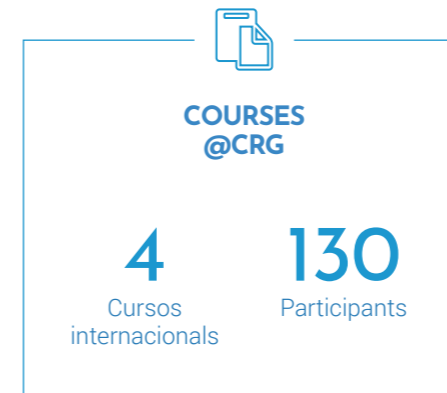 COURSES
@CRG
4
Cursos
internacionals
130
Participants